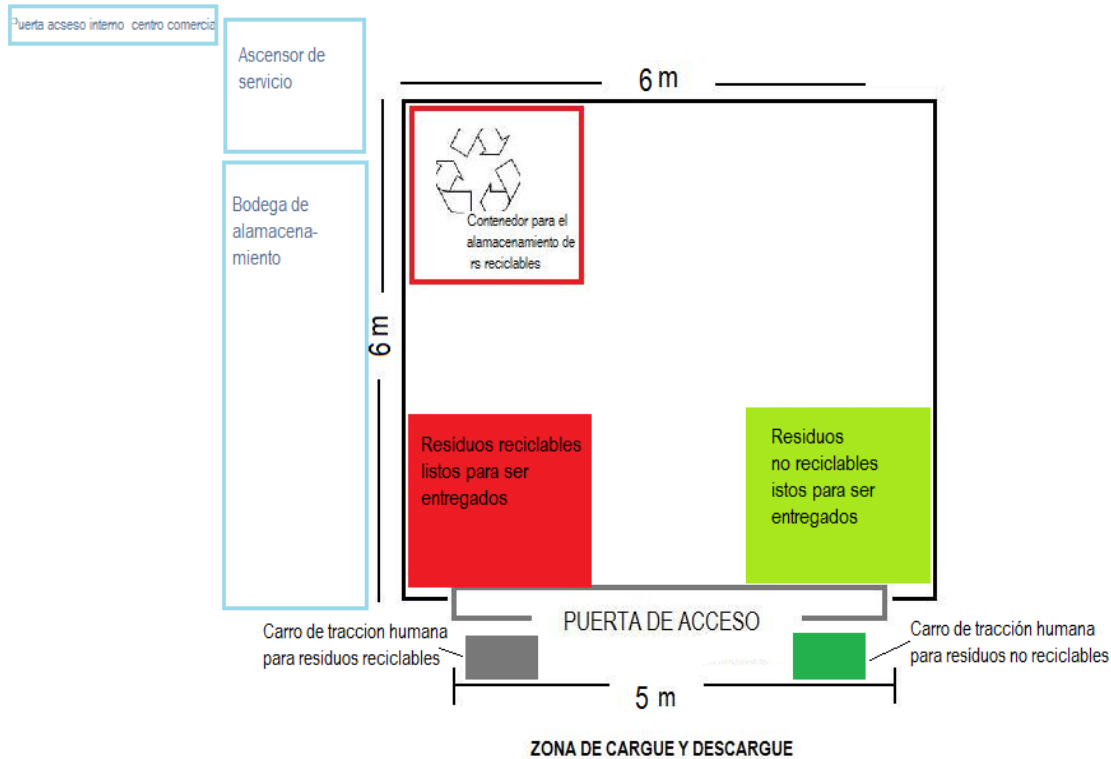 Puerta acseso interno centro comercia
Ascensor de
servicio
6 m
Contenedor para el
alamacenamiento de
rs reciclables
Bodega de
alamacena-
miento
6 m
Residuos reciclables
listos para ser
entregados
Residuos
no reciclables
istos para ser
entregados
PUERTA DE ACCESO
Carro de traccion humana
para residuos reciclables
Carro de tracción humana
para resíduos no reciclables
5 m
ZONA DE CARGUE Y DESCARGUE